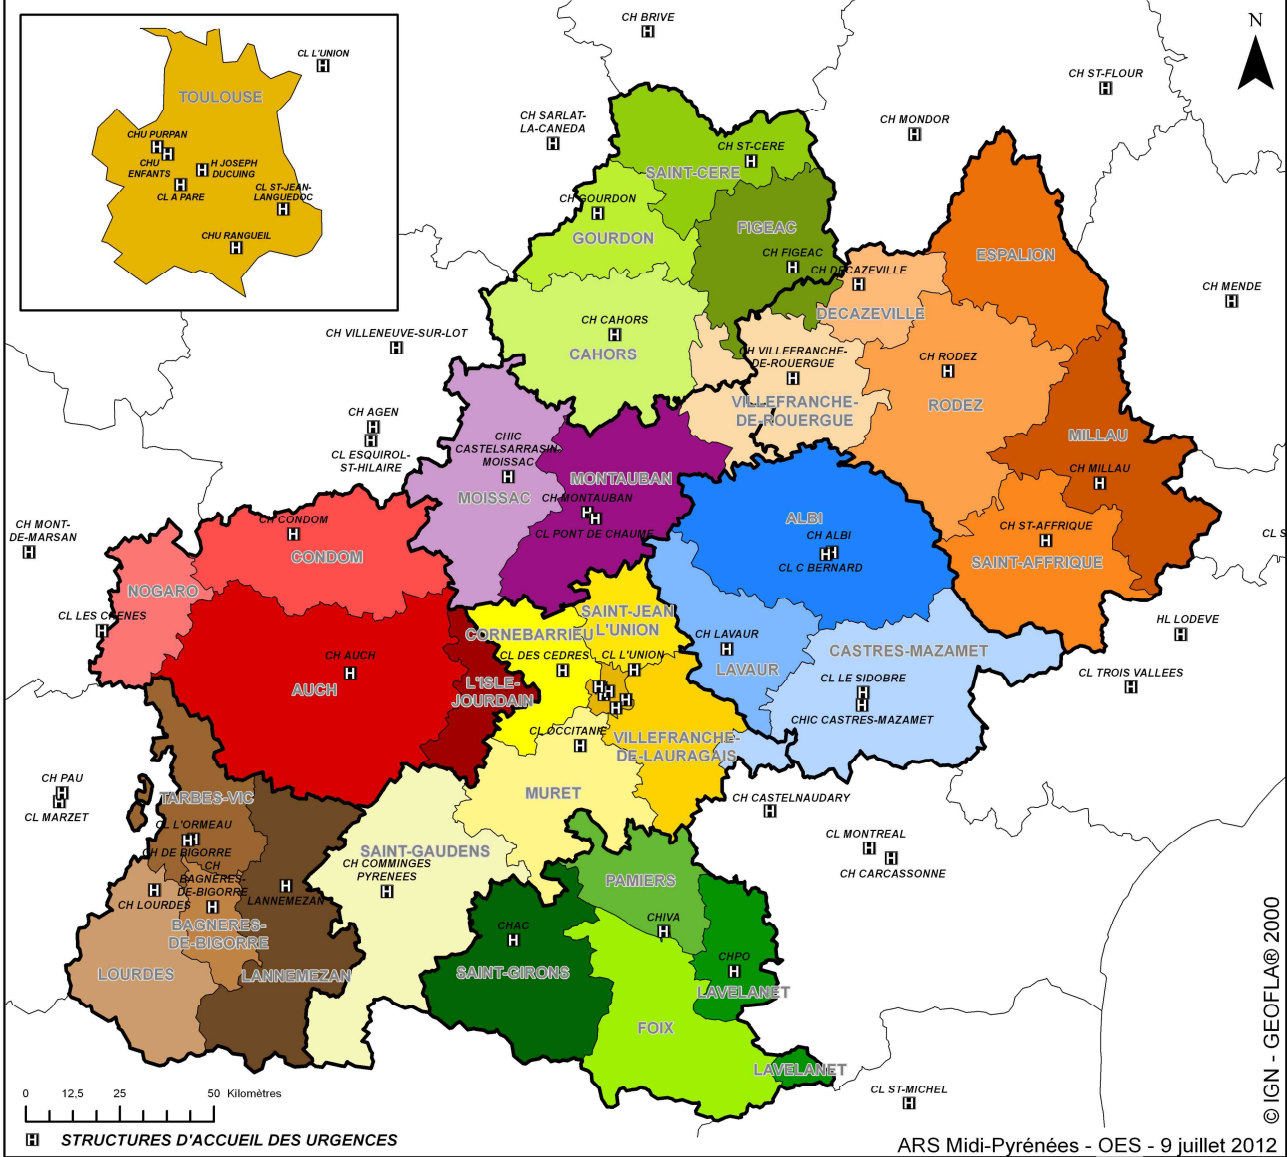 CH BRIVE
N
CL L'UNION
CH ST-FLOUR
TOULOUSE
CH SARLAT-
LA-CANEDA
CH MONDOR
CHU PURPAN
CHU
ENFANTS
H JOSEPH
DUCUING
CL A PARE
CL ST-JEAN-
LANGUEDOC
CHU RANGUEIL
CH ST-CERE
SAINT-CERE
CH GOURDON
GOURDON
FIGEAC
CH FIGEAC
CH DECAZEVILLE
DECAZEVILLE
ESPALION
CH MENDE
CH CAHORS
CAHORS
CH VILLENEUVE-SUR-LOT
CH VILLEFRANCHE-
DE-ROUERGUE
VILLEFRANCHE-
DE-ROUERGUE
CH RODEZ
RODEZ
MILLAU
CH MILLAU
CH AGEN
CL ESQUIROL-
ST-HILAIRE
CHIC
CASTELSARRASIN-
MOISSAC
MOISSAC
MONTAUBAN
CH MONTAUBAN
CL PONT DE CHAUME
ALBI
CH ALBI
CL C BERNARD
CH ST-AFFRIQUE
SAINT-AFFRIQUE
CL S
CH MONT-
DE-MARSAN
CH CONDOM
CONDOM
NOGARO
CL LES CHENES
CH AUCH
AUCH
L'ISLE-
JOURDAIN
CORNEBARRIEU
CL DES CEDRES
SAINT-JEAN
L'UNION
CL L'UNION
CH LAVAUR
LAVAUR
CASTRES-MAZAMET
CL LE SIDOBRE
CHIC CASTRES-MAZAMET
HL LODEVE
CL TROIS VALLEES
CL OCCITANIE
VILLEFRANCHE-
DE-LAURAGAIS
MURET
CH PAU
CL MARZET
TARBES-VIC
CL L'ORMEAU
CH DE BIGORRE
CH
BAGNERES-
DE-BIGORRE
CH LOURDES
LANNEMEZAN
BAGNERES-
DE-BIGORRE
LOURDES
LANNEMEZAN
SAINT-GAUDENS
CH COMMINGES
PYRENEES
CH CASTELNAUDARY
CL MONTREAL
CH CARCASSONNE
PAMIERS
CHIVA
CHAC
SAINT-GIRONS
CHPO
LAVELANET
FOIX
LAVELANET
CL ST-MICHEL
0 12,5 25 50 Kilomètres
H STRUCTURES D'ACCUEIL DES URGENCES
ARS Midi-Pyrénées - OES - 9 juillet 2012
© IGN - GEOFLA® 2000